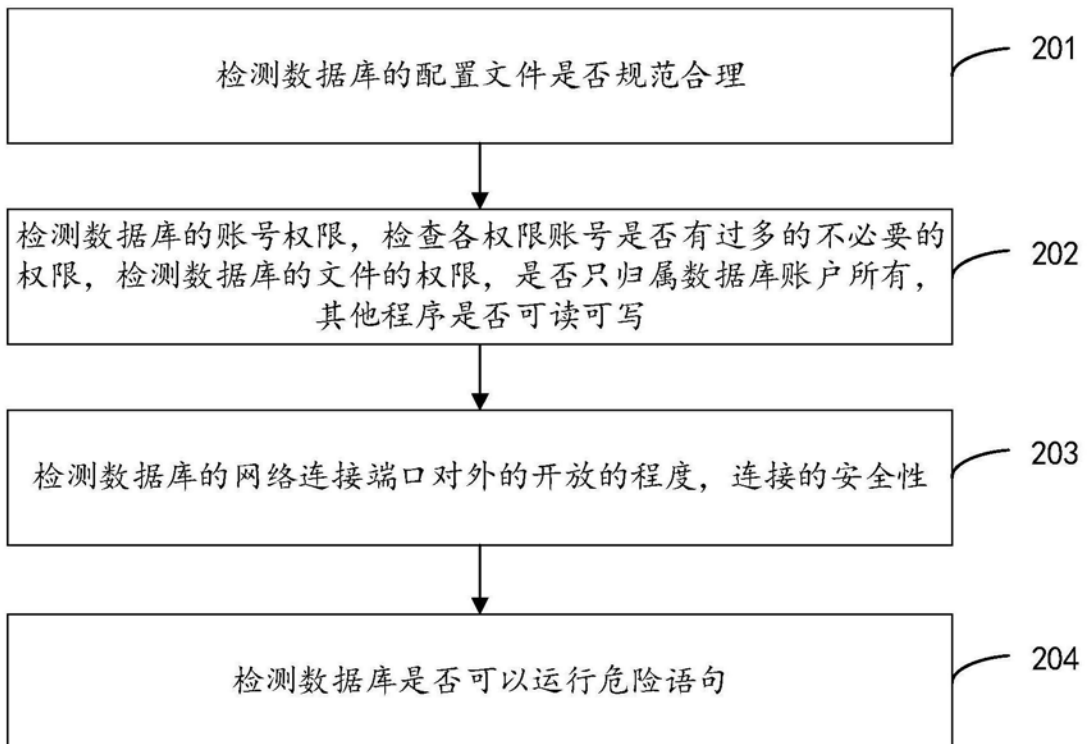 检测数据库的配置文件是否规范合理
201
检测数据库的账号权限，检查各权限账号是否有过多的不必要的
权限，检测数据库的文件的权限，是否只归属数据库账户所有，
其他程序是否可读可写
202
检测数据库的网络连接端口对外的开放的程度，连接的安全性
203
检测数据库是否可以运行危险语句
204